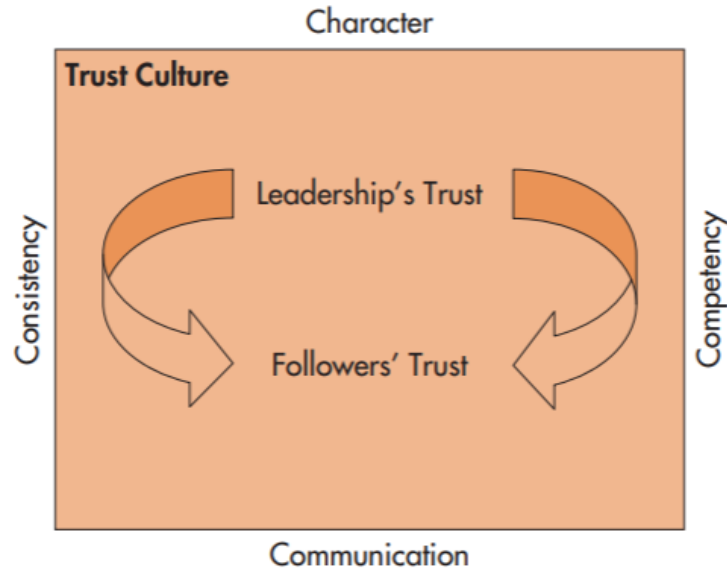 Character
Trust Culture
Leadership's Trust
Consistency
Competency
Followers' Trust
Communication